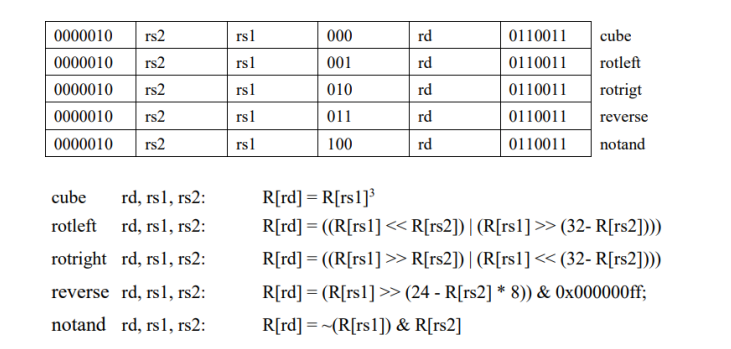 0000010 rs2 rs1 000 rd 0110011 cube
0000010 rs2 rs1 001 rd 0110011 rotleft
0000010 rs2 rs1 010 rd 0110011 rotrigt
0000010 rs2 rs1 011 rd 0110011 reverse
0000010 rs2 rs1 100 rd 0110011 notand
cube rd, rs1, rs2: R[rd] = R[rs1]³
rotleft rd, rs1, rs2: R[rd] = ((R[rs1] << R[rs2]) | (R[rs1] >> (32- R[rs2])))
rotright rd, rs1, rs2: R[rd] = ((R[rs1] >> R[rs2]) | (R[rs1] << (32- R[rs2])))
reverse rd, rs1, rs2: R[rd] = (R[rs1] >> (24 - R[rs2] * 8)) & 0x000000ff;
notand rd, rs1, rs2: R[rd] = ~(R[rs1]) & R[rs2]